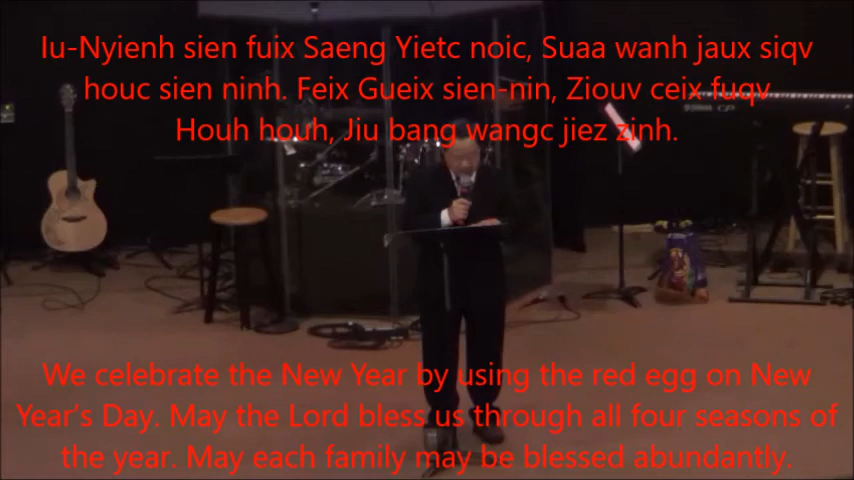 Iu-Nyienh sien fuix Saeng Yietc noic, Suaa wanh jaux siqv
houc sien ninh. Feix Gueix sien-nin, Ziouv ceix fuqv
Houh houh, Jiu bang wangc jiez zinh.
We celebrate the New Year by using the red egg on New
Year's Day. May the Lord bless us through all four seasons of
the year. May each family may be blessed abundantly.